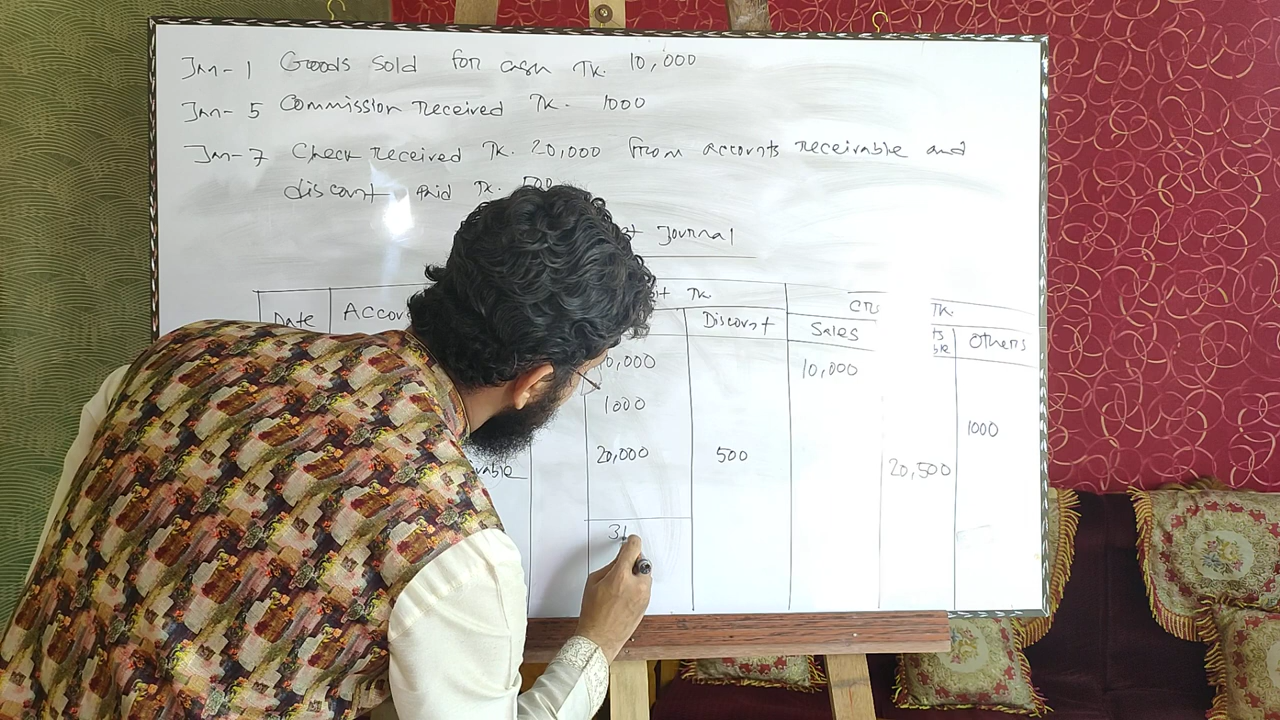 Jan-1 Goods Sold for cash Tk. 10,000
Jan-5 Commission Received Tk. 1000
Jan-7 Check received Tk. 20,000 from accounts receivable and
discount paid Tk. 500
Journal
Tk. Tk.
Date Discount Sales Others
10,000 10,000
1000 1000
20,000 500 20,500
31